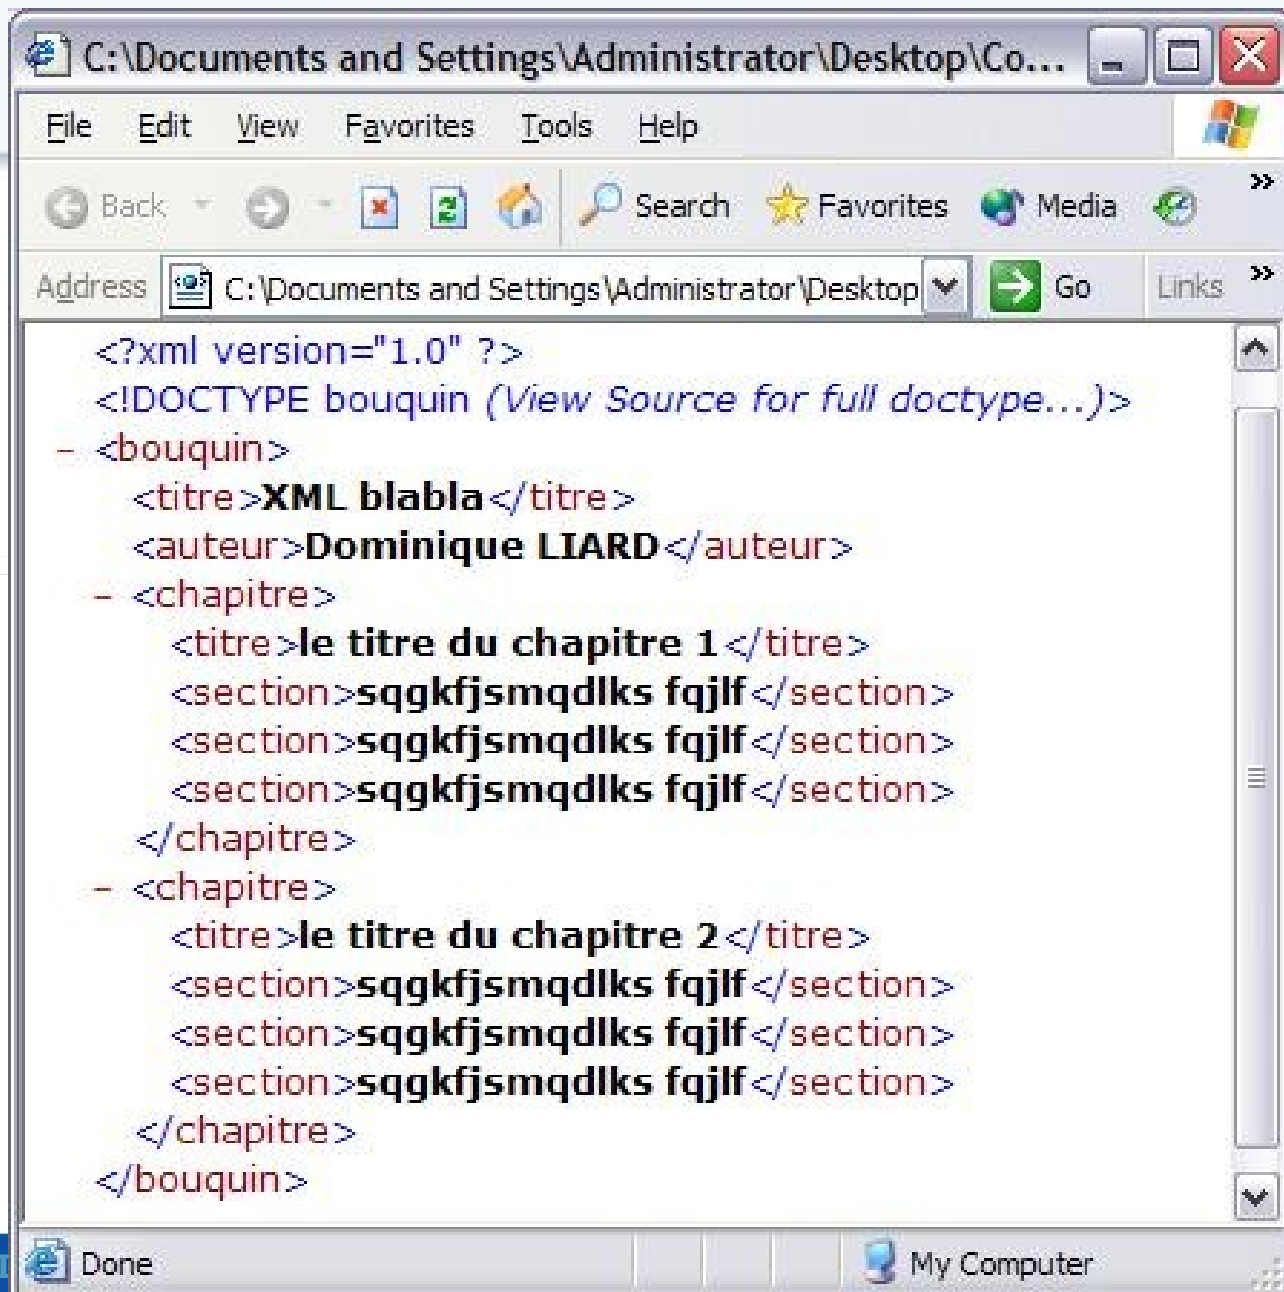 C:\Documents and Settings\Administrator\Desktop\Co...
File Edit View Favorites Tools Help
Back Search Favorites Media »
Address C:\Documents and Settings\Administrator\Desktop Go Links »
<?xml version="1.0" ?>
<!DOCTYPE bouquin (View Source for full doctype...)>
- <bouquin>
<titre>XML blabla</titre>
<auteur>Dominique LIARD</auteur>
- <chapitre>
<titre>le titre du chapitre 1</titre>
<section>sqgkfjsmqdlks fqjlf</section>
<section>sqgkfjsmqdlks fqjlf</section>
<section>sqgkfjsmqdlks fqjlf</section>
</chapitre>
- <chapitre>
<titre>le titre du chapitre 2</titre>
<section>sqgkfjsmqdlks fqjlf</section>
<section>sqgkfjsmqdlks fqjlf</section>
<section>sqgkfjsmqdlks fqjlf</section>
</chapitre>
</bouquin>
Done My Computer